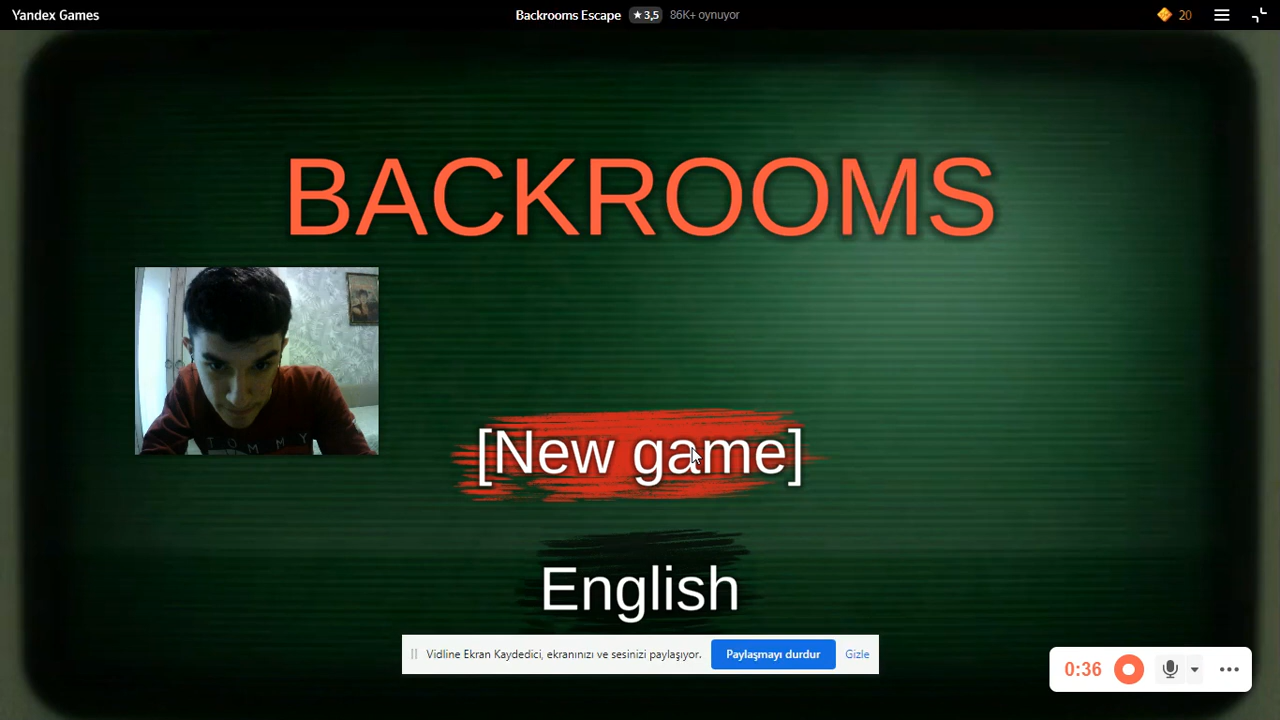 Yandex Games
Backrooms Escape ★ 3,5 86K+ oynuyor
20
BACKROOMS
TOMMY
[New game]
English
Vidline Ekran Kaydedici, ekranınızı ve sesinizi paylaşıyor. Paylaşmayı durdur Gizle
0:36